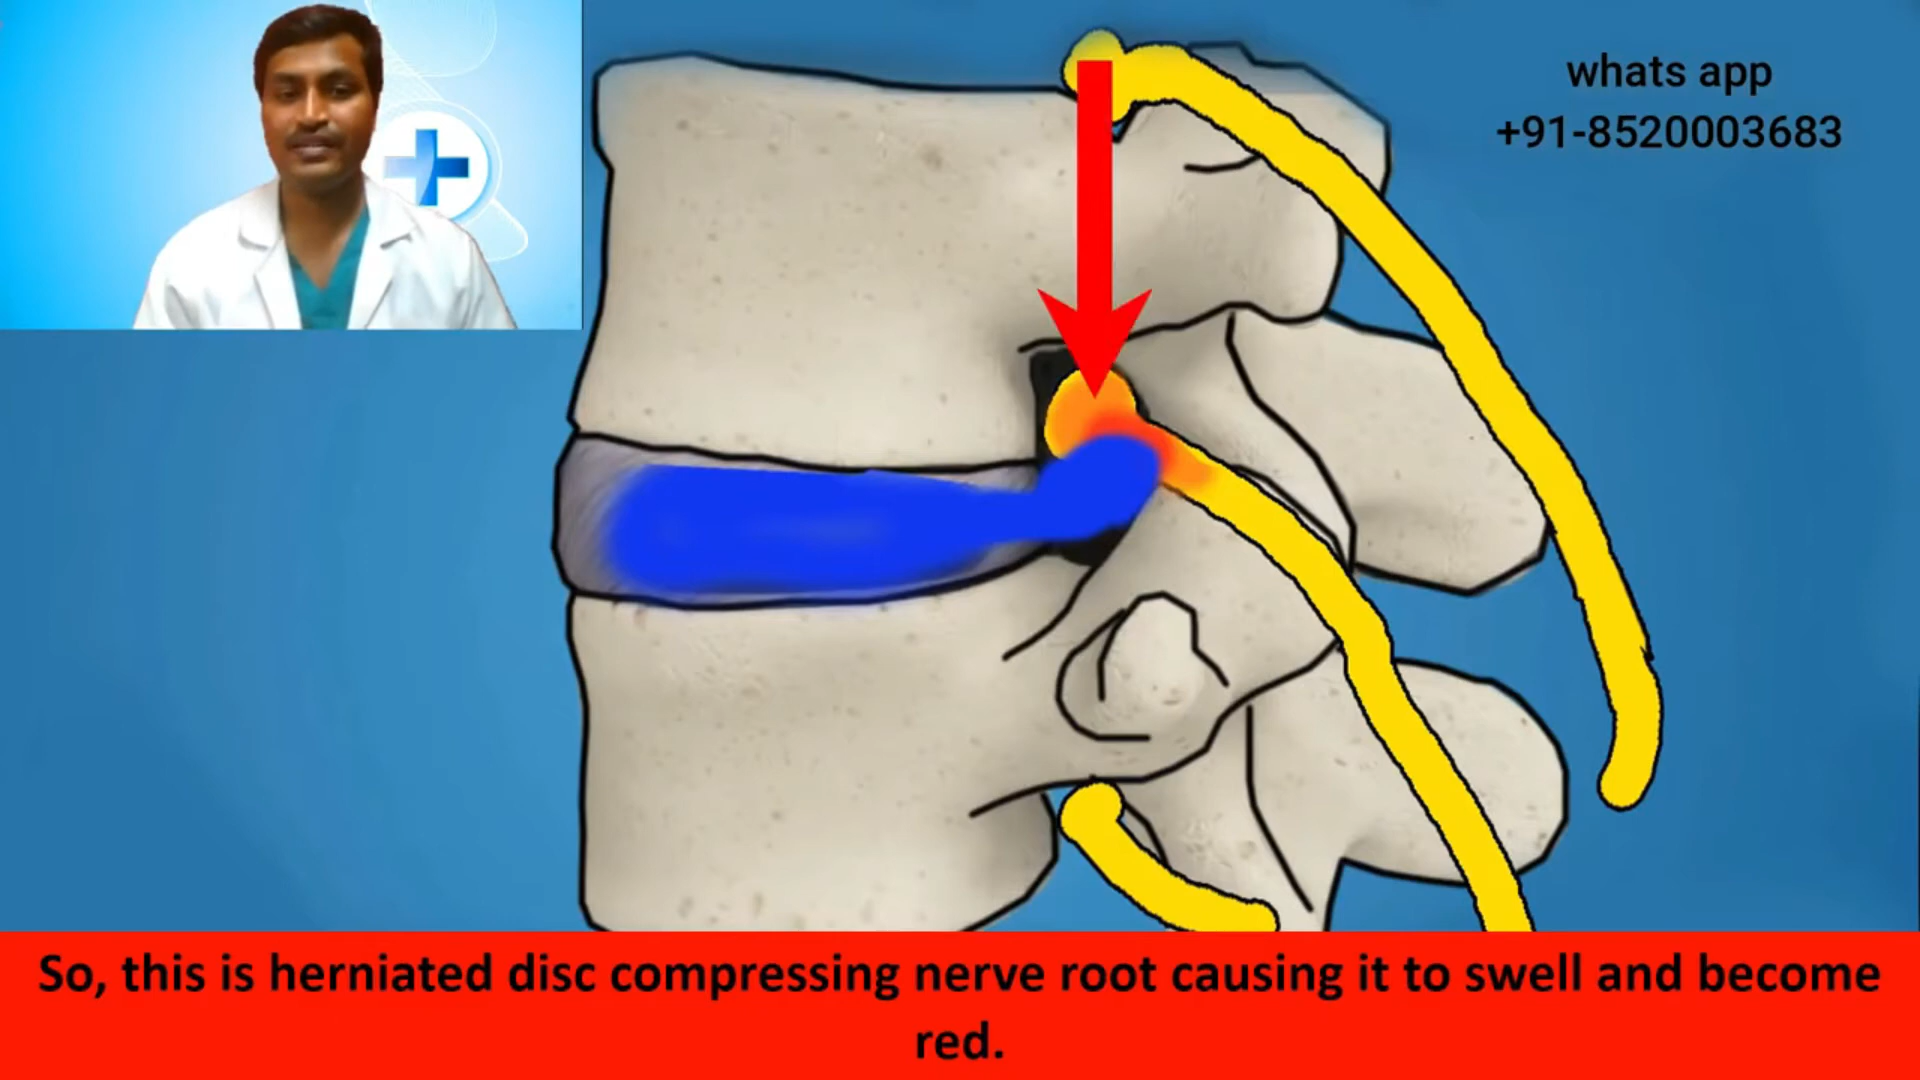 whats app
+91-8520003683
So, this is herniated disc compressing nerve root causing it to swell and become
red.